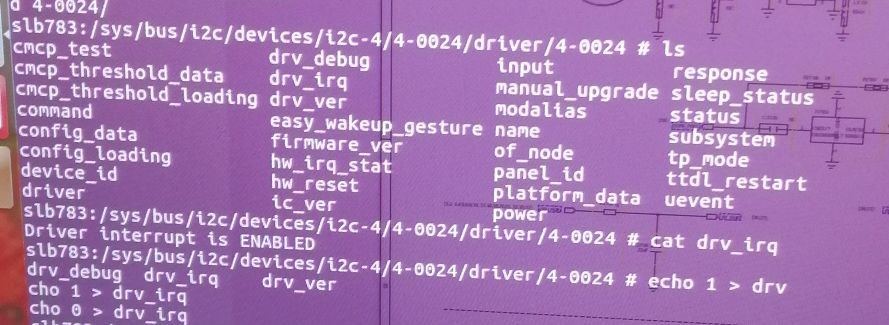 d 4-0024/
slb783:/sys/bus/i2c/devices/i2c-4/4-0024/driver/4-0024 # ls
cmcp_test drv_debug input response
cmcp_threshold_data drv_irq manual_upgrade sleep_status
cmcp_threshold_loading drv_ver modalias status
command easy_wakeup_gesture name subsystem
config_data firmware_ver of_node tp_mode
config_loading hw_irq_stat panel_id ttdl_restart
device_id hw_reset platform_data uevent
driver ic_ver power
slb783:/sys/bus/i2c/devices/i2c-4/4-0024/driver/4-0024 # cat drv_irq
Driver interrupt is ENABLED
slb783:/sys/bus/i2c/devices/i2c-4/4-0024/driver/4-0024 # echo 1 > drv
drv_debug drv_irq drv_ver
cho 1 > drv_irq
cho 0 > drv_irq